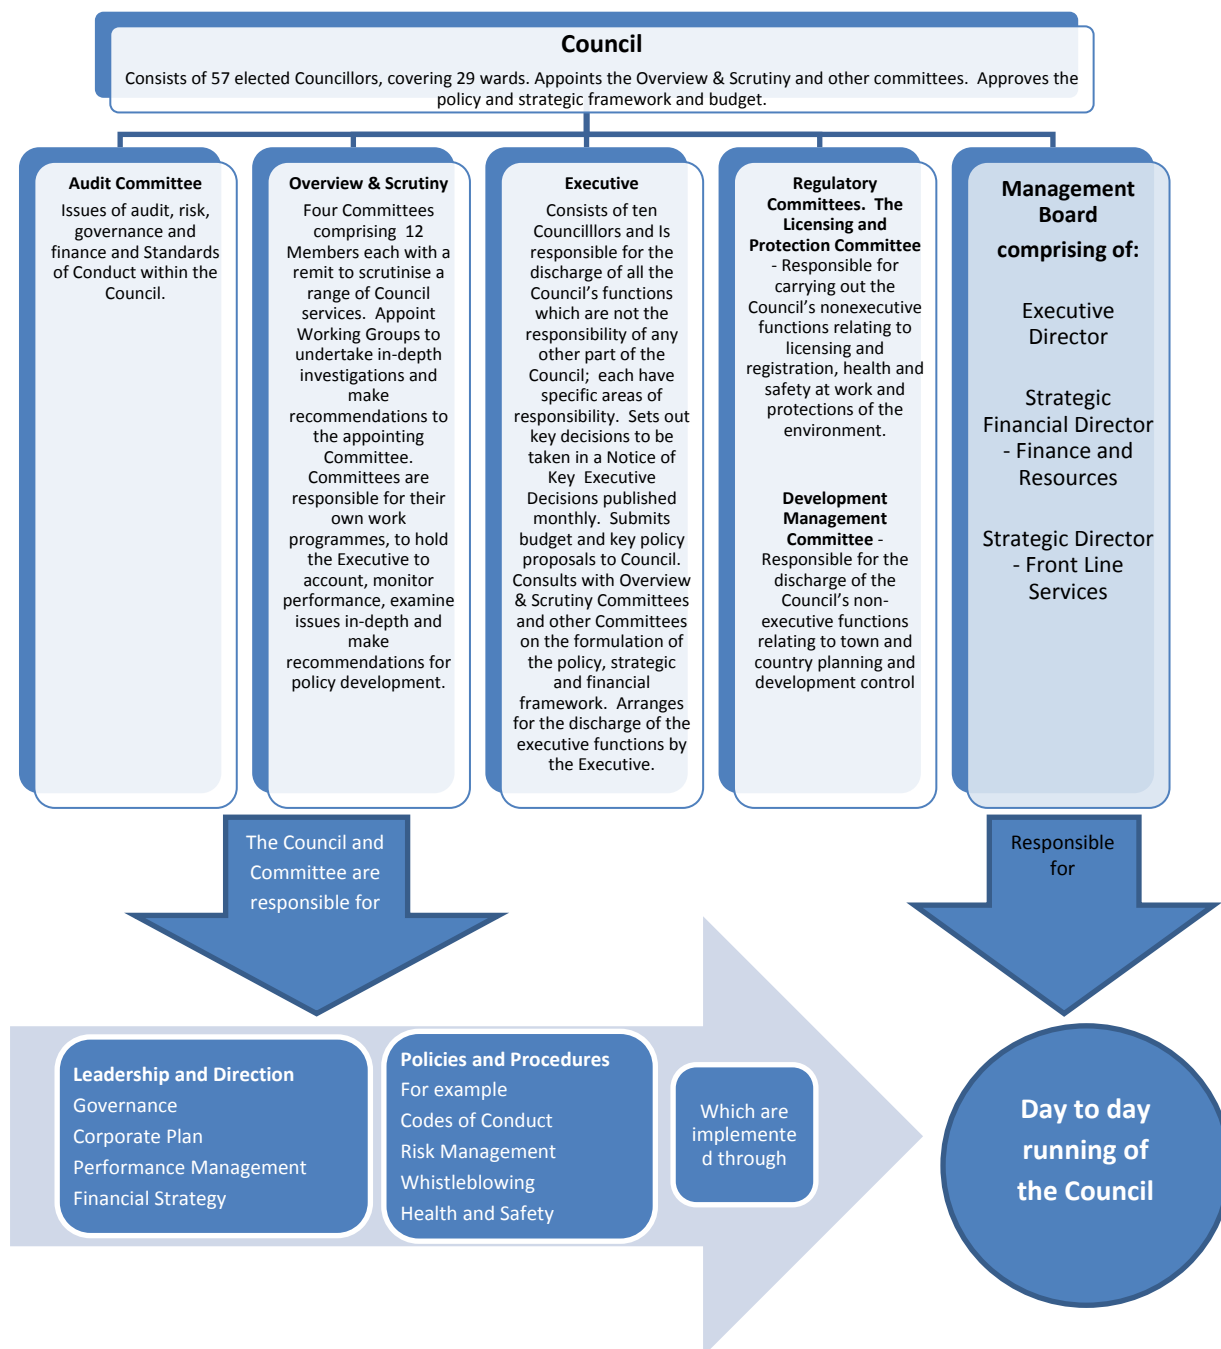 Council
Consists of 57 elected Councillors, covering 29 wards. Appoints the Overview & Scrutiny and other committees.  Approves the
policy and strategic framework and budget.
Audit Committee
Issues of audit, risk,
governance and
finance and Standards
of Conduct within the
Council.
Overview & Scrutiny
Four Committees
comprising  12
Members each with a
remit to scrutinise a
range of Council
services.  Appoint
Working Groups to
undertake in-depth
investigations and
make
recommendations to
the appointing
Committee.
Committees are
responsible for their
own work
programmes, to hold
the Executive to
account, monitor
performance, examine
issues in-depth and
make
recommendations for
policy development.
Executive
Consists of ten
Councilllors and Is
responsible for the
discharge of all the
Council's functions
which are not the
responsibility of any
other part of the
Council;  each have
specific areas of
responsibility.  Sets out
key decisions to be
taken in a Notice of
Key  Executive
Decisions published
monthly.  Submits
budget and key policy
proposals to Council.
Consults with Overview
& Scrutiny Committees
and other Committees
on the formulation of
the policy, strategic
and financial
framework.  Arranges
for the discharge of the
executive functions by
the Executive.
Regulatory
Committees.  The
Licensing and
Protection Committee
- Responsible for
carrying out the
Council's nonexecutive
functions relating to
licensing and
registration, health and
safety at work and
protections of the
environment.
Development
Management
Committee -
Responsible for the
discharge of the
Council's non-
executive functions
relating to town and
country planning and
development control
Management
Board
comprising of:
Executive
Director
Strategic
Financial Director
- Finance and
Resources
Strategic Director
- Front Line
Services
The Council and
Committee are
responsible for
Responsible
for
Leadership and Direction
Governance
Corporate Plan
Performance Management
Financial Strategy
Policies and Procedures
For example
Codes of Conduct
Risk Management
Whistleblowing
Health and Safety
Which are
implemente
d through
Day to day
running of
the Council